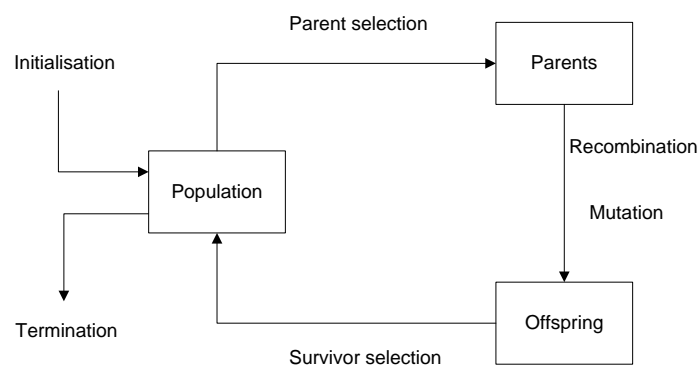 Parent selection
Initialisation
Parents
Recombination
Population
Mutation
Termination
Offspring
Survivor selection